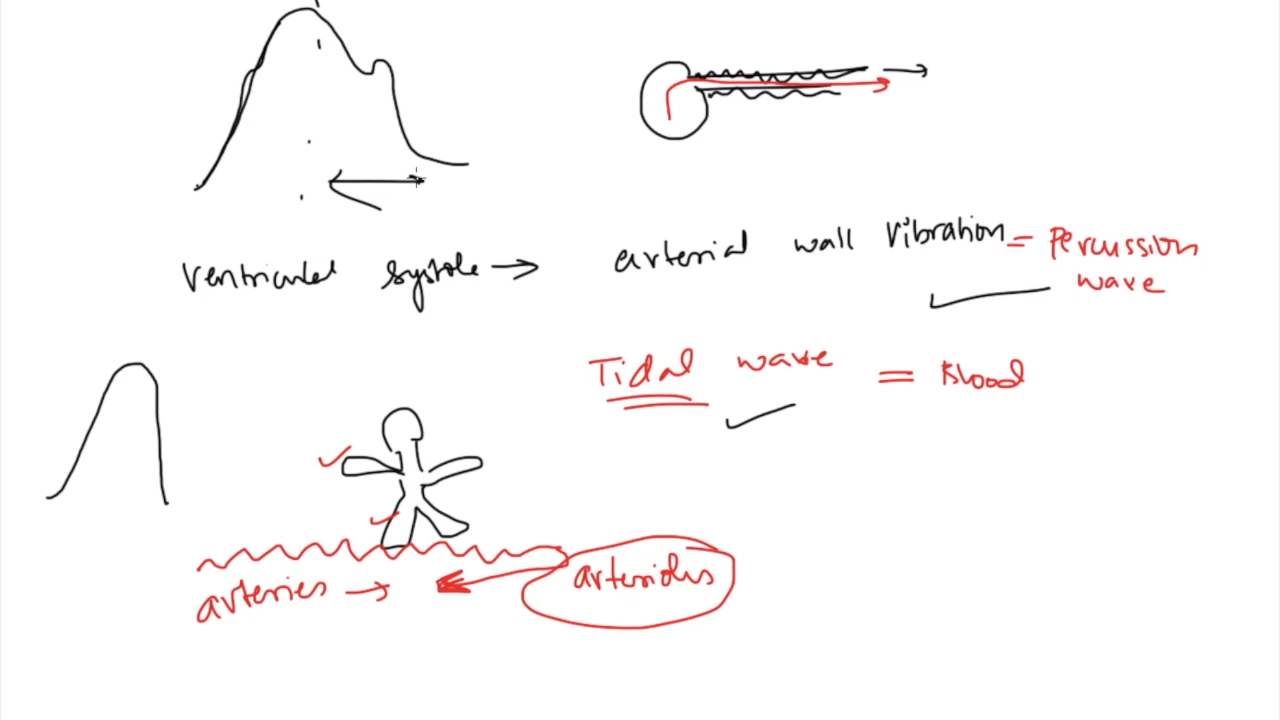 ventricular systole → arterial wall vibration = Percussion
wave
Tidal wave = Blood
arteries → arterioles